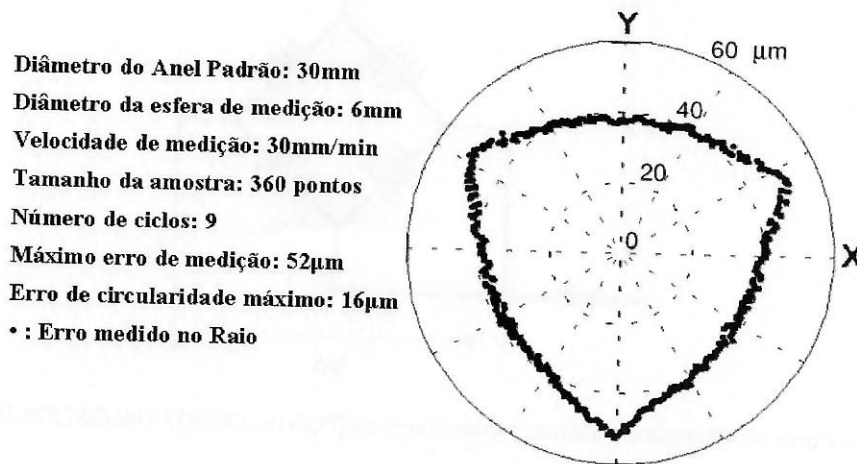 Diâmetro do Anel Padrão: 30mm
Diâmetro da esfera de medição: 6mm
Velocidade de medição: 30mm/min
Tamanho da amostra: 360 pontos
Número de ciclos: 9
Máximo erro de medição: 52μm
Erro de circularidade máximo: 16μm
• : Erro medido no Raio
Y
60 μm
40
20
0
X